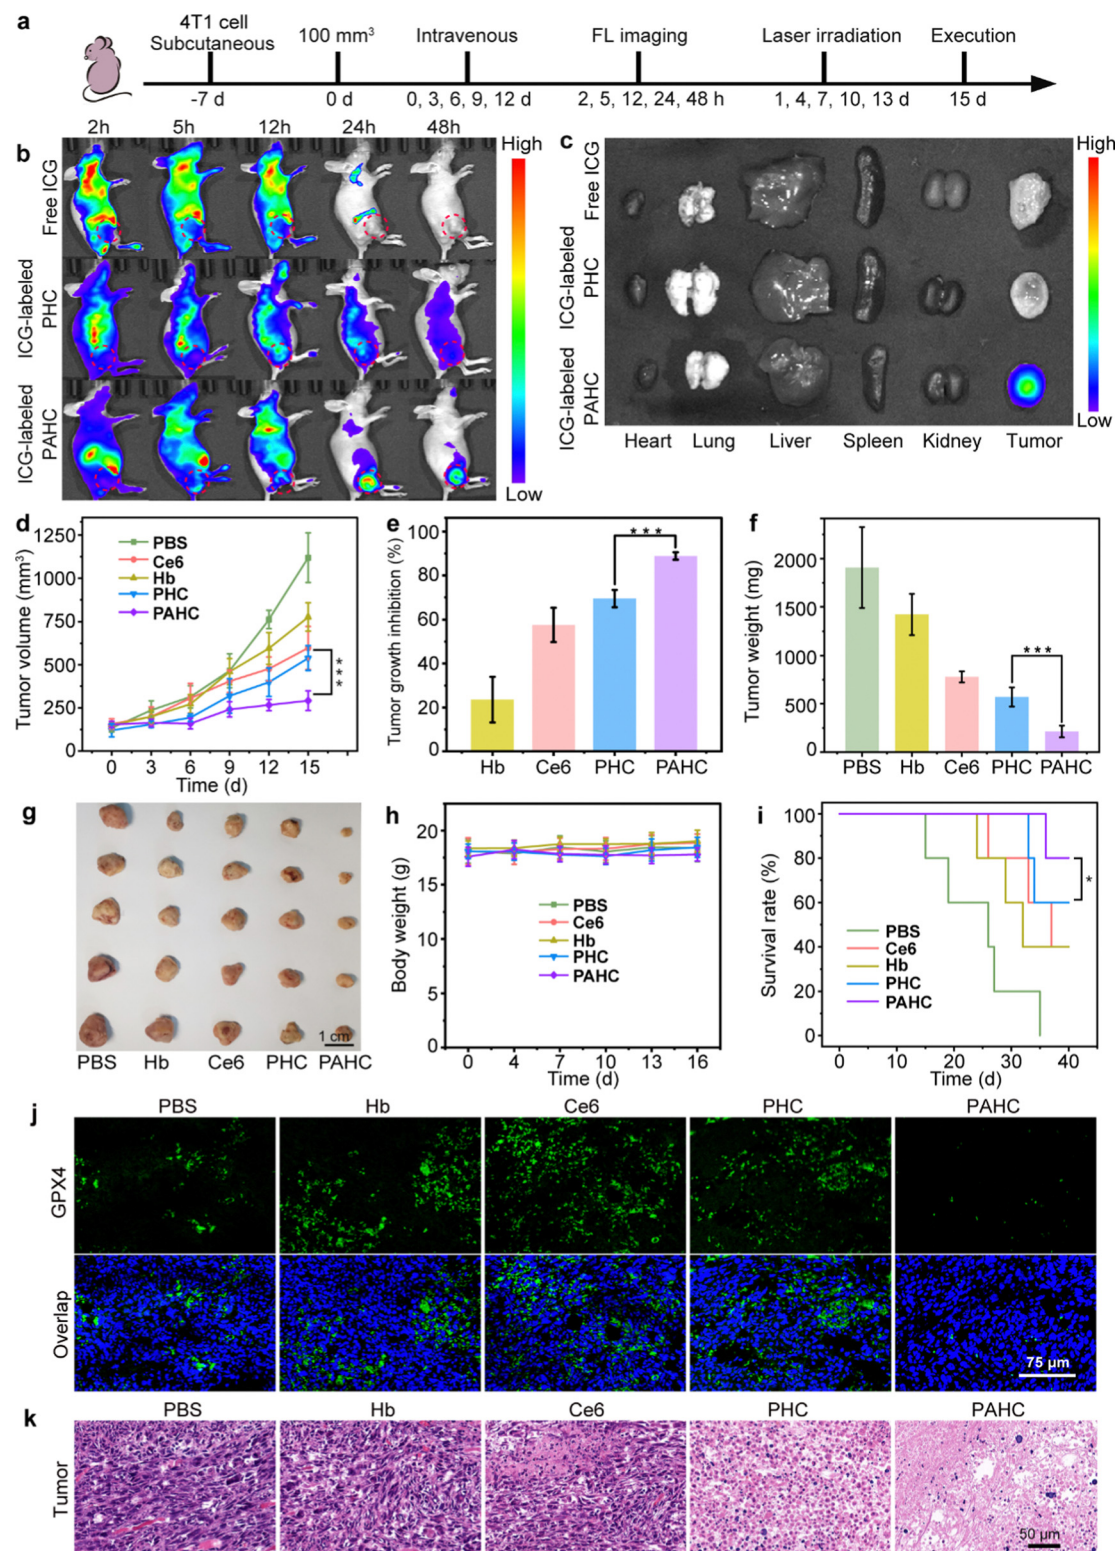 a
4T1 cell
Subcutaneous
100 mm³
Intravenous
FL imaging
Laser irradiation
Execution
-7 d
0 d
0, 3, 6, 9, 12 d
2, 5, 12, 24, 48 h
1, 4, 7, 10, 13 d
15 d
b
2h
5h
12h
24h
48h
High
Free ICG
ICG-labeled
PHC
ICG-labeled
PAHC
Low
c
High
Free ICG
ICG-labeled
PHC
ICG-labeled
PAHC
Low
Heart
Lung
Liver
Spleen
Kidney
Tumor
d
Tumor volume (mm³)
1250
1000
750
500
250
0
PBS
Ce6
Hb
PHC
PAHC
***
0
3
6
9
12
15
Time (d)
e
Tumor growth inhibition (%)
100
80
60
40
20
0
***
Hb
Ce6
PHC
PAHC
f
Tumor weight (mg)
2000
1500
1000
500
0
***
PBS
Hb
Ce6
PHC
PAHC
g
1 cm
PBS
Hb
Ce6
PHC
PAHC
h
Body weight (g)
20
15
10
5
0
PBS
Ce6
Hb
PHC
PAHC
0
4
7
10
13
16
Time (d)
i
Survival rate (%)
100
80
60
40
20
0
*
PBS
Ce6
Hb
PHC
PAHC
0
10
20
30
40
Time (d)
j
PBS
Hb
Ce6
PHC
PAHC
GPX4
Overlap
75 µm
k
PBS
Hb
Ce6
PHC
PAHC
Tumor
50 µm